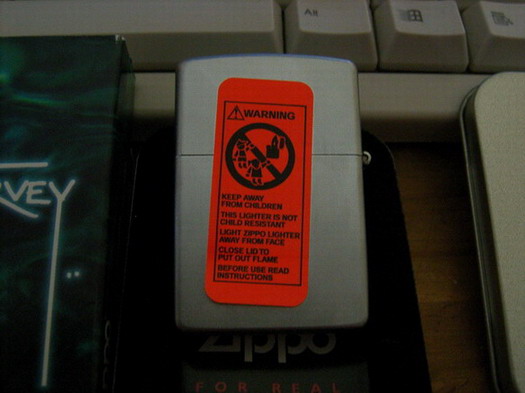 Alt
RVEY
WARNING
KEEP AWAY
FROM CHILDREN
THIS LIGHTER IS NOT
CHILD RESISTANT
LIGHT ZIPPO LIGHTER
AWAY FROM FACE
CLOSE LID TO
PUT OUT FLAME
BEFORE USE READ
INSTRUCTIONS
Zippo
FOR REAL